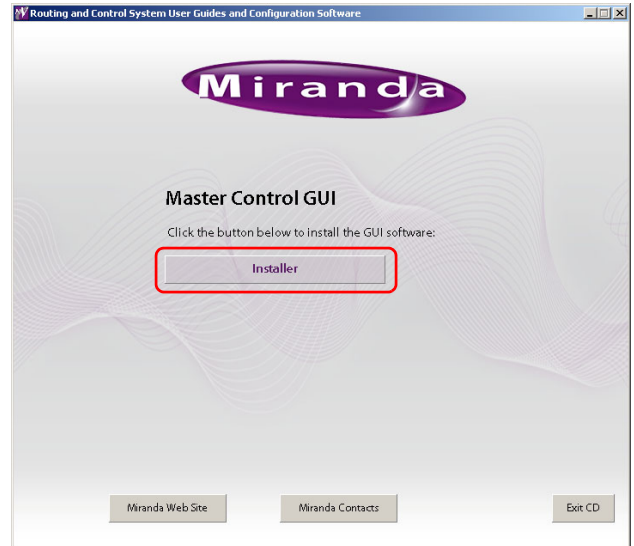 Routing and Control System User Guides and Configuration Software
Miranda
Master Control GUI
Click the button below to install the GUI software:
Installer
Miranda Web Site
Miranda Contacts
Exit CD